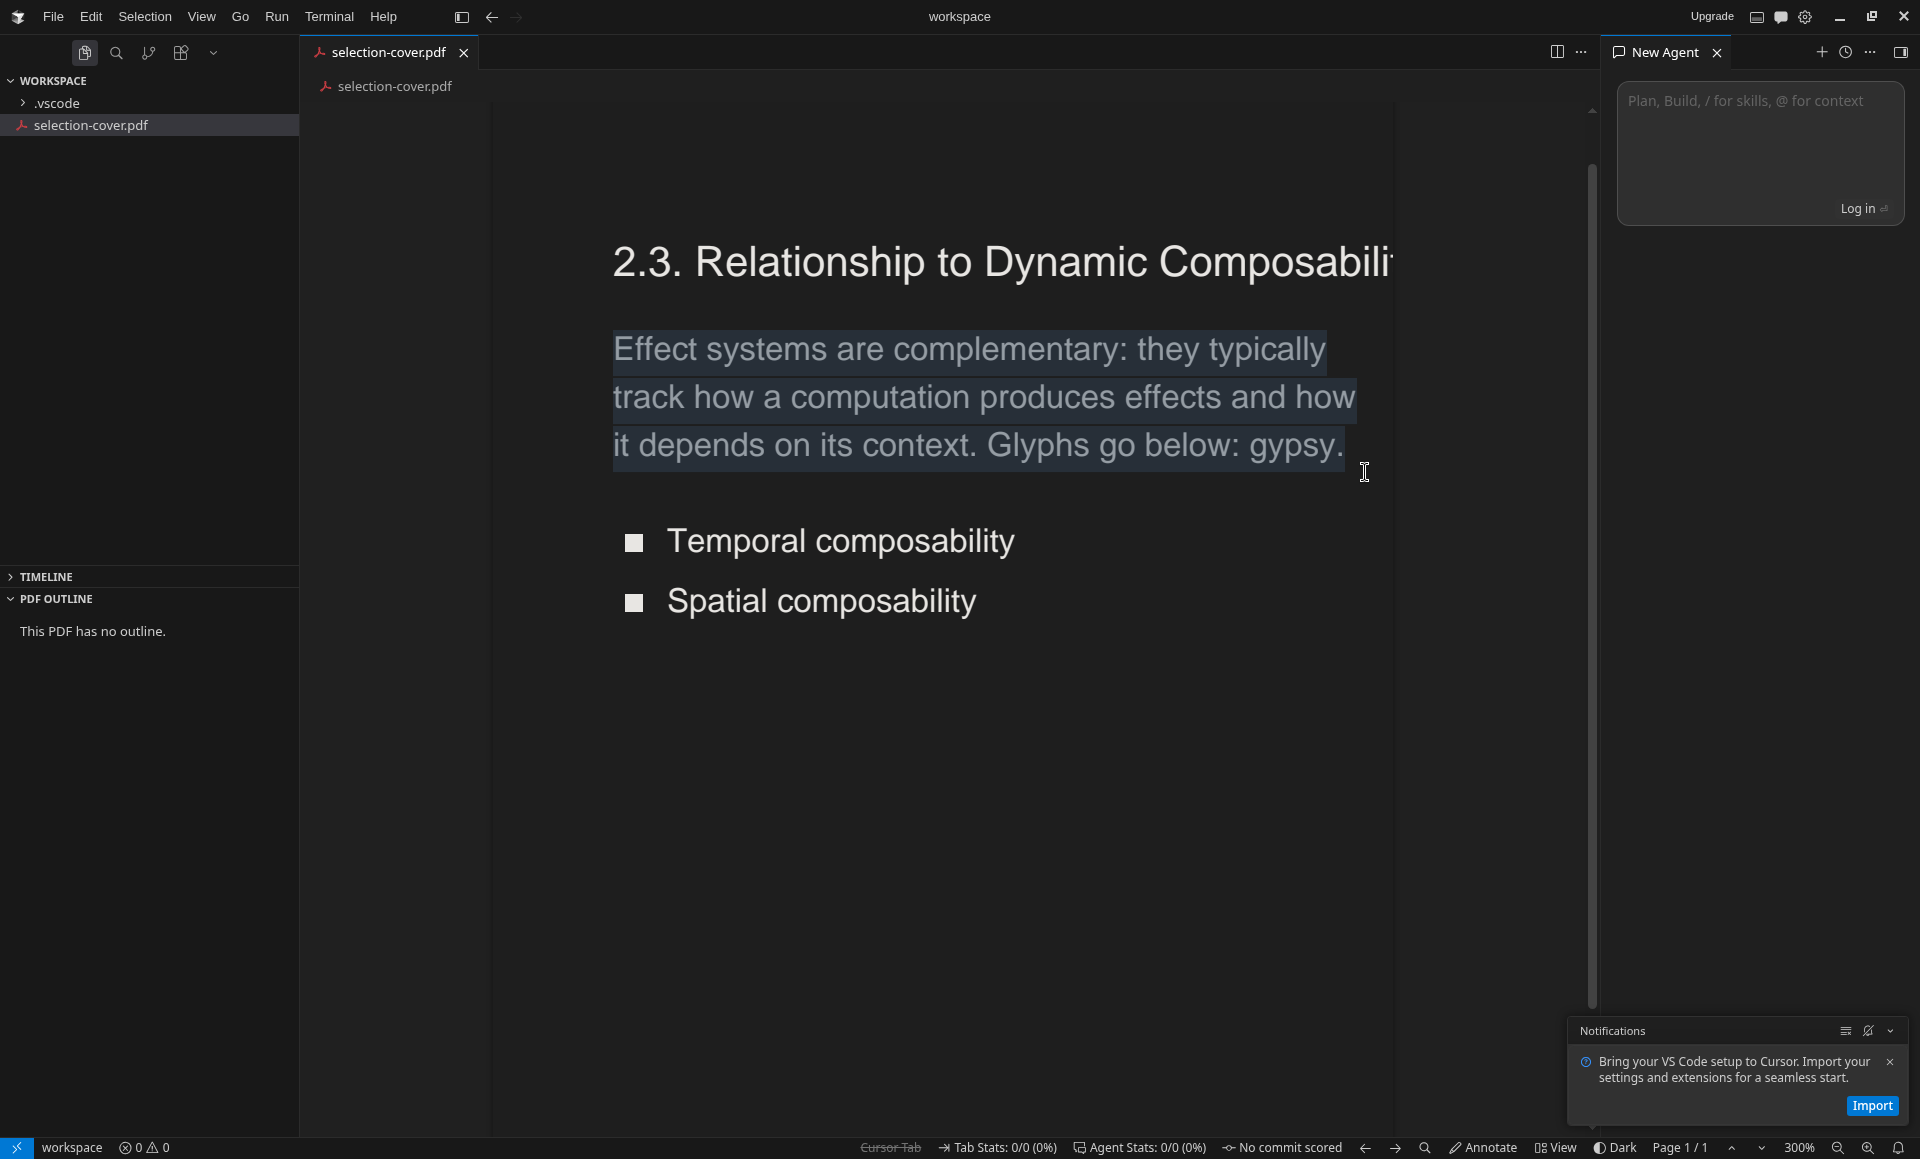 File Edit Selection View Go Run Terminal Help
workspace
Upgrade
WORKSPACE
.vscode
selection-cover.pdf
TIMELINE
PDF OUTLINE
This PDF has no outline.
selection-cover.pdf
selection-cover.pdf
2.3. Relationship to Dynamic Composabilit
Effect systems are complementary: they typically
track how a computation produces effects and how
it depends on its context. Glyphs go below: gypsy.
Temporal composability
Spatial composability
New Agent
Plan, Build, / for skills, @ for context
Log in
Notifications
Bring your VS Code setup to Cursor. Import your
settings and extensions for a seamless start.
Import
workspace 0 0 Cursor Tab Tab Stats: 0/0 (0%) Agent Stats: 0/0 (0%) No commit scored Annotate View Dark Page 1 / 1 300%